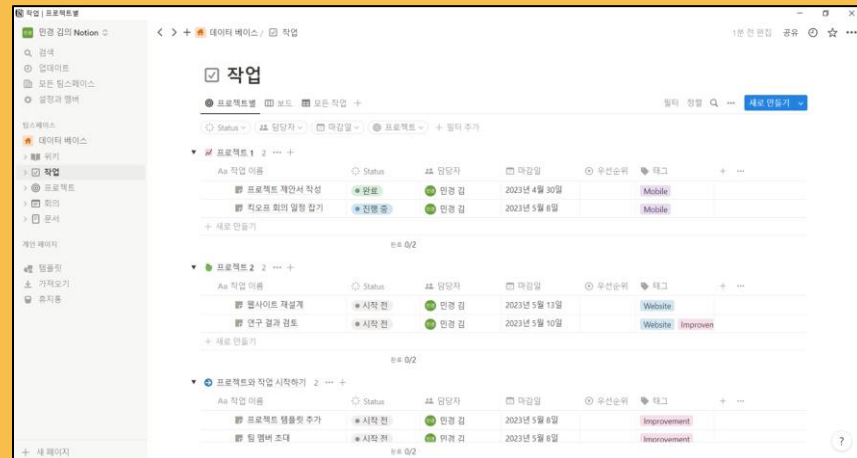 작업 | 프로젝트별
민경 김의 Notion
검색
업데이트
모든 팀스페이스
설정과 멤버
팀스페이스
데이터 베이스
위키
작업
프로젝트
회의
문서
개인 페이지
템플릿
가져오기
휴지통
+ 새 페이지
데이터 베이스 / 작업
1분 전 편집 공유
작업
프로젝트별 보드 모든 작업 +
필터 정렬 새로 만들기
Status 담당자 마감일 프로젝트 + 필터 추가
프로젝트 1 2 ... +
Aa 작업 이름 Status 담당자 마감일 우선순위 태그 + ...
프로젝트 제안서 작성 완료 민경 김 2023년 4월 30일 Mobile
킥오프 회의 일정 잡기 진행 중 민경 김 2023년 5월 8일 Mobile
+ 새로 만들기
완료 0/2
프로젝트 2 2 ... +
Aa 작업 이름 Status 담당자 마감일 우선순위 태그 + ...
웹사이트 재설계 시작 전 민경 김 2023년 5월 13일 Website
연구 결과 검토 시작 전 민경 김 2023년 5월 10일 Website Improven
+ 새로 만들기
완료 0/2
프로젝트와 작업 시작하기 2 ... +
Aa 작업 이름 Status 담당자 마감일 우선순위 태그 + ...
프로젝트 템플릿 추가 시작 전 민경 김 2023년 5월 8일 Improvement
팀 멤버 초대 시작 전 민경 김 2023년 5월 8일 Improvement
완료 0/2
?